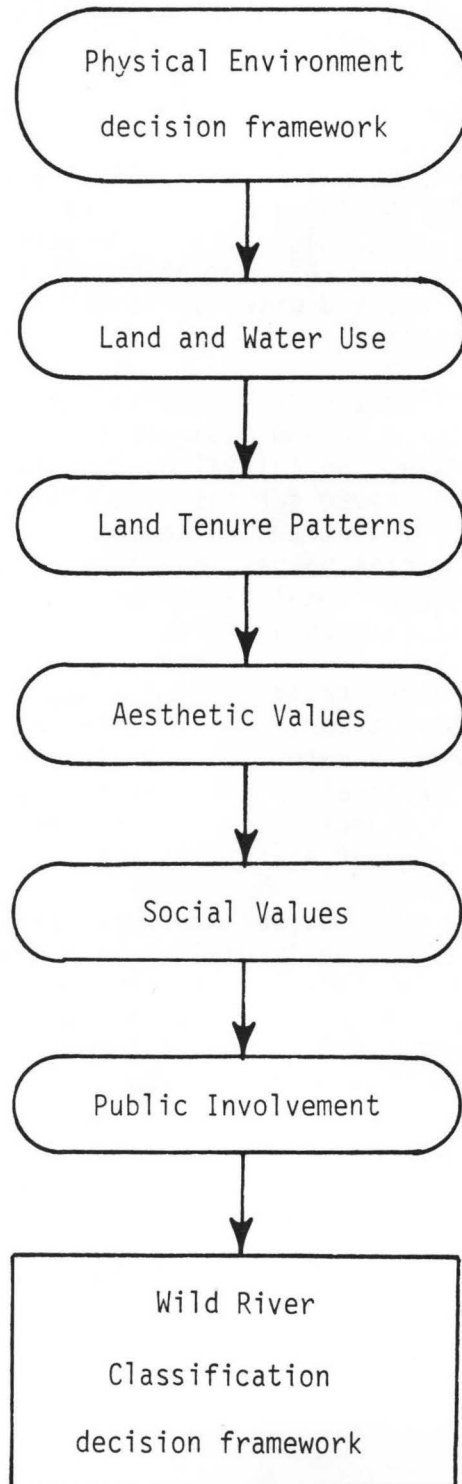 Physical Environment
decision framework
Land and Water Use
Land Tenure Patterns
Aesthetic Values
Social Values
Public Involvement
Wild River
Classification
decision framework